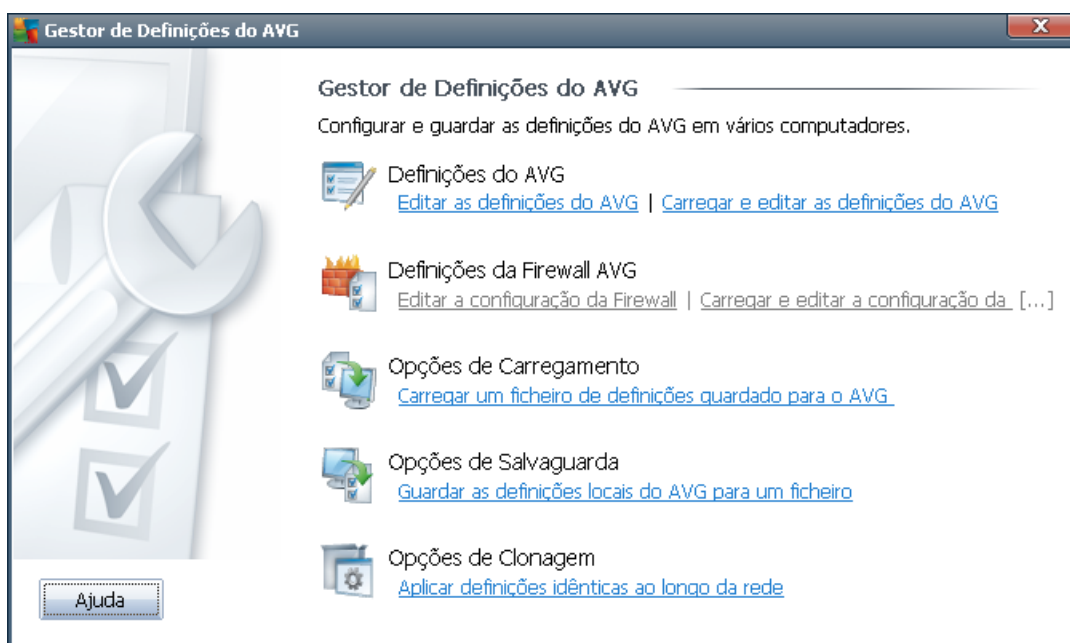 Gestor de Definições do AVG
X
Gestor de Definições do AVG
Configurar e guardar as definições do AVG em vários computadores.
Definições do AVG
Editar as definições do AVG | Carregar e editar as definições do AVG
Definições da Firewall AVG
Editar a configuração da Firewall | Carregar e editar a configuração da [...]
Opções de Carregamento
Carregar um ficheiro de definições guardado para o AVG
Opções de Salvaguarda
Guardar as definições locais do AVG para um ficheiro
Opções de Clonagem
Aplicar definições idênticas ao longo da rede
Ajuda